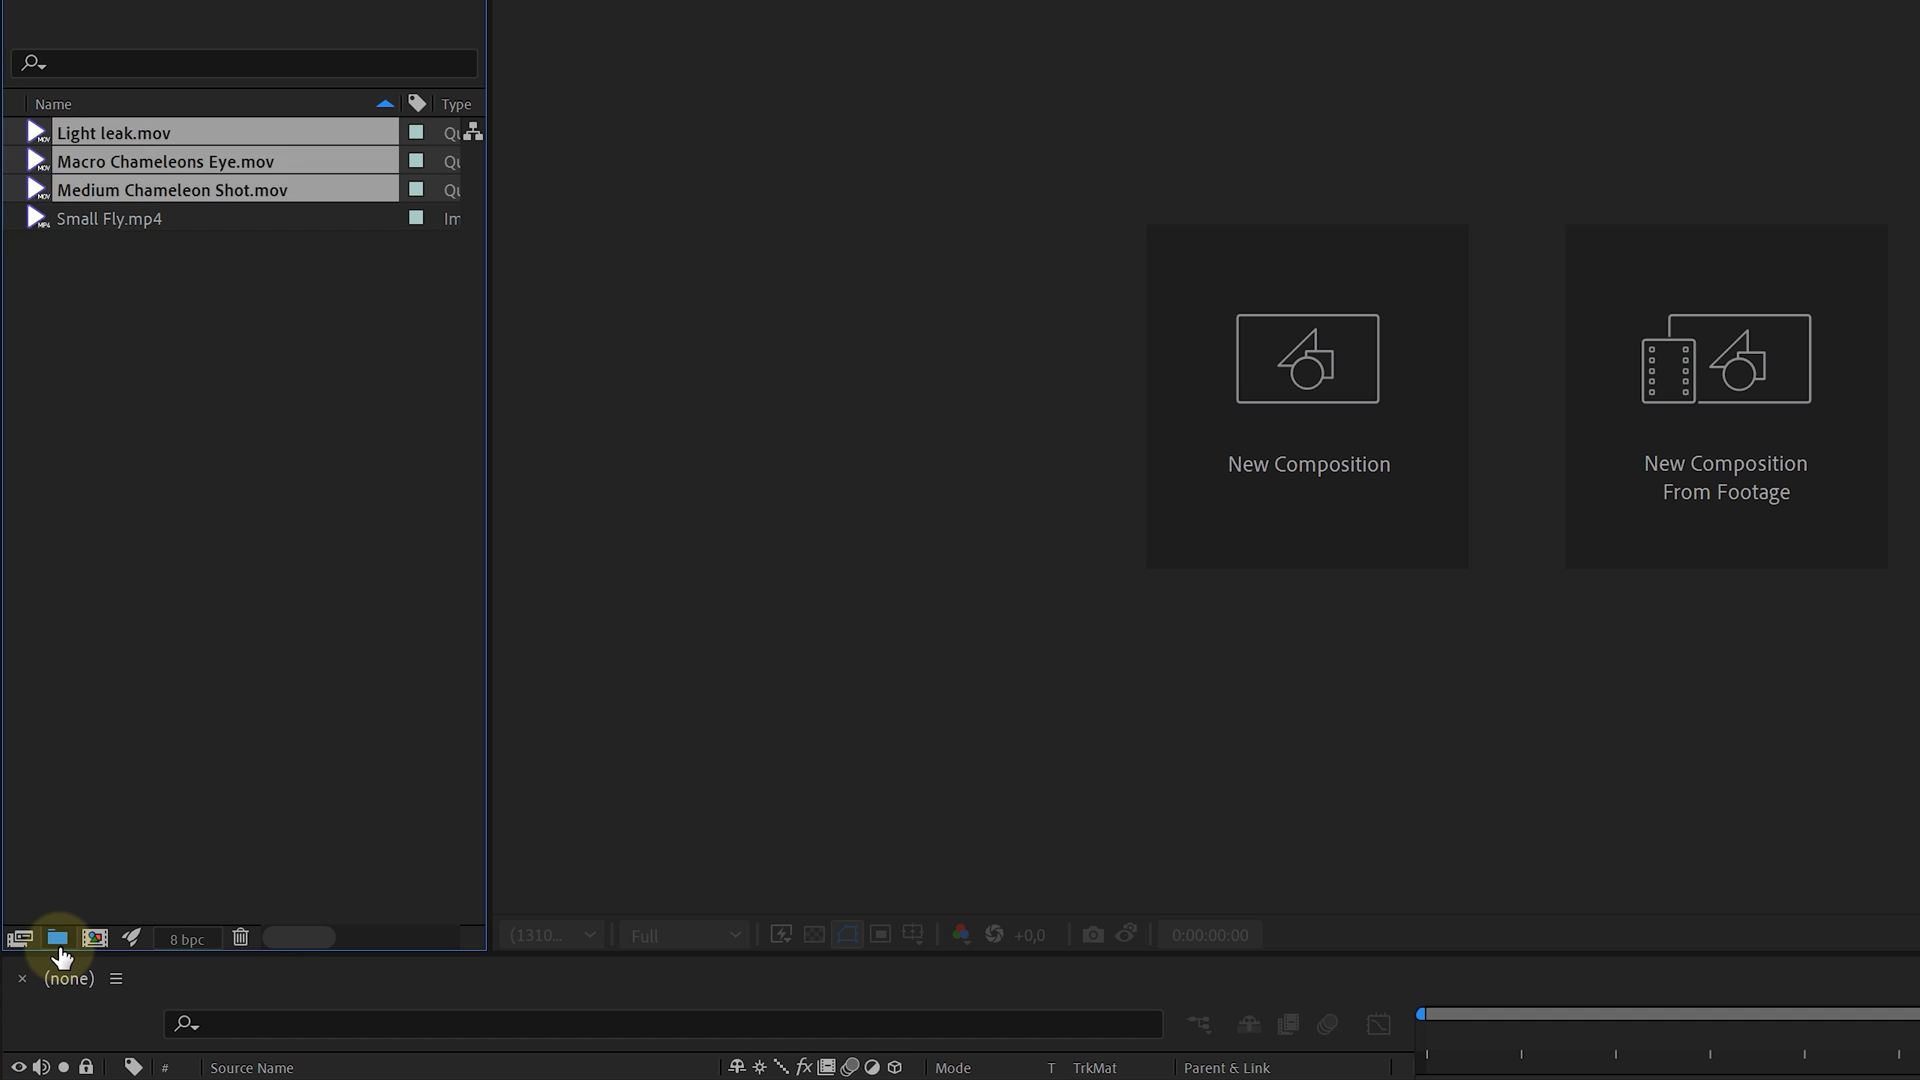 Name
Type
Light leak.mov
Qu
Macro Chameleons Eye.mov
Qu
Medium Chameleon Shot.mov
Qu
Small Fly.mp4
Im
New Composition
New Composition
From Footage
8 bpc
(1310...
Full
+0,0
0:00:00:00
× (none)
# Source Name
fx
Mode
T TrkMat
Parent & Link